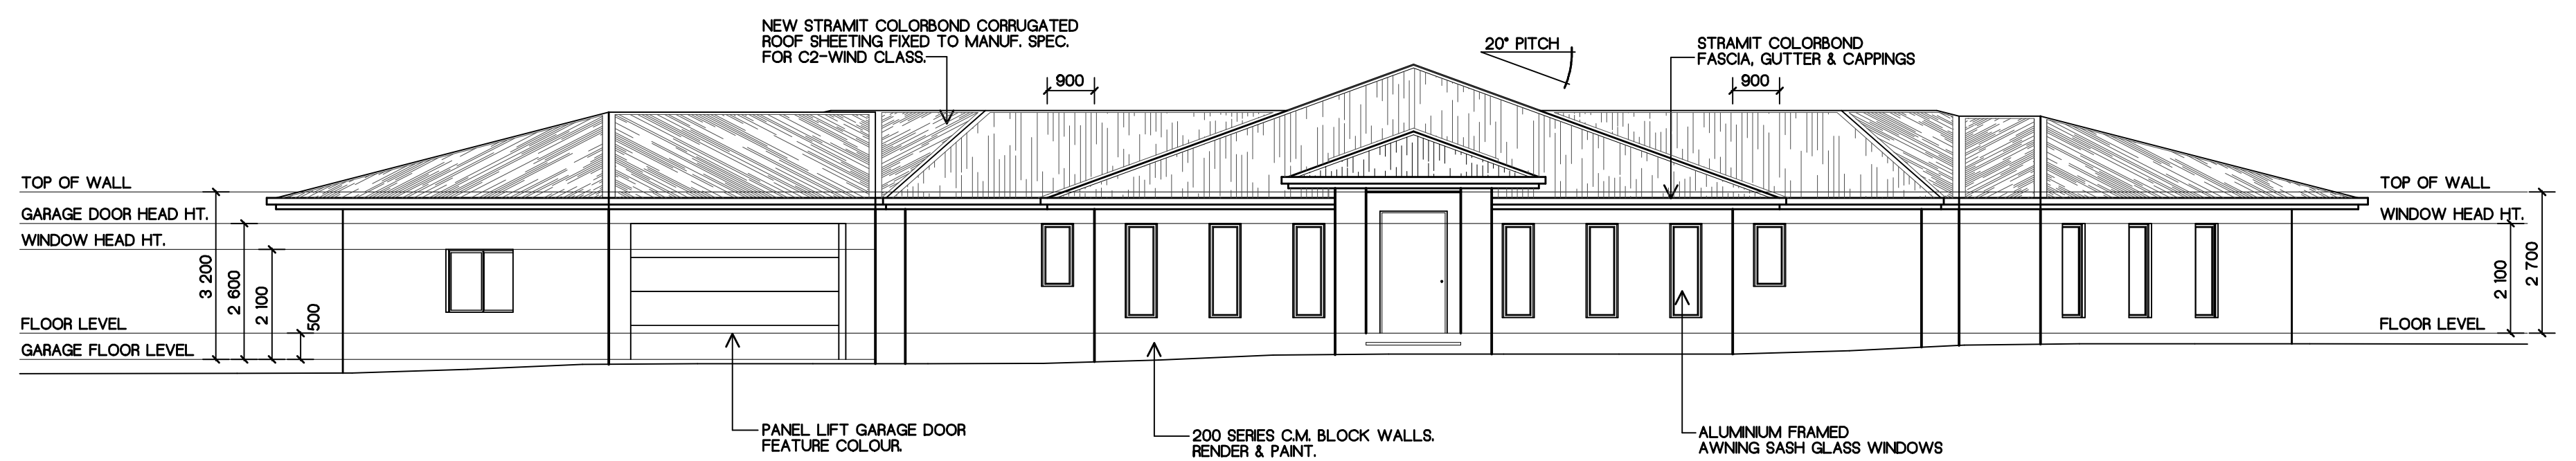 NEW STRAMIT COLORBOND CORRUGATED
ROOF SHEETING FIXED TO MANUF. SPEC.
FOR C2-WIND CLASS.
20° PITCH
STRAMIT COLORBOND
FASCIA, GUTTER & CAPPINGS
900
900
TOP OF WALL
GARAGE DOOR HEAD HT.
WINDOW HEAD HT.
FLOOR LEVEL
GARAGE FLOOR LEVEL
3 200
2 600
2 100
500
TOP OF WALL
WINDOW HEAD HT.
FLOOR LEVEL
2 100
2 700
PANEL LIFT GARAGE DOOR
FEATURE COLOUR.
200 SERIES C.M. BLOCK WALLS.
RENDER & PAINT.
ALUMINIUM FRAMED
AWNING SASH GLASS WINDOWS